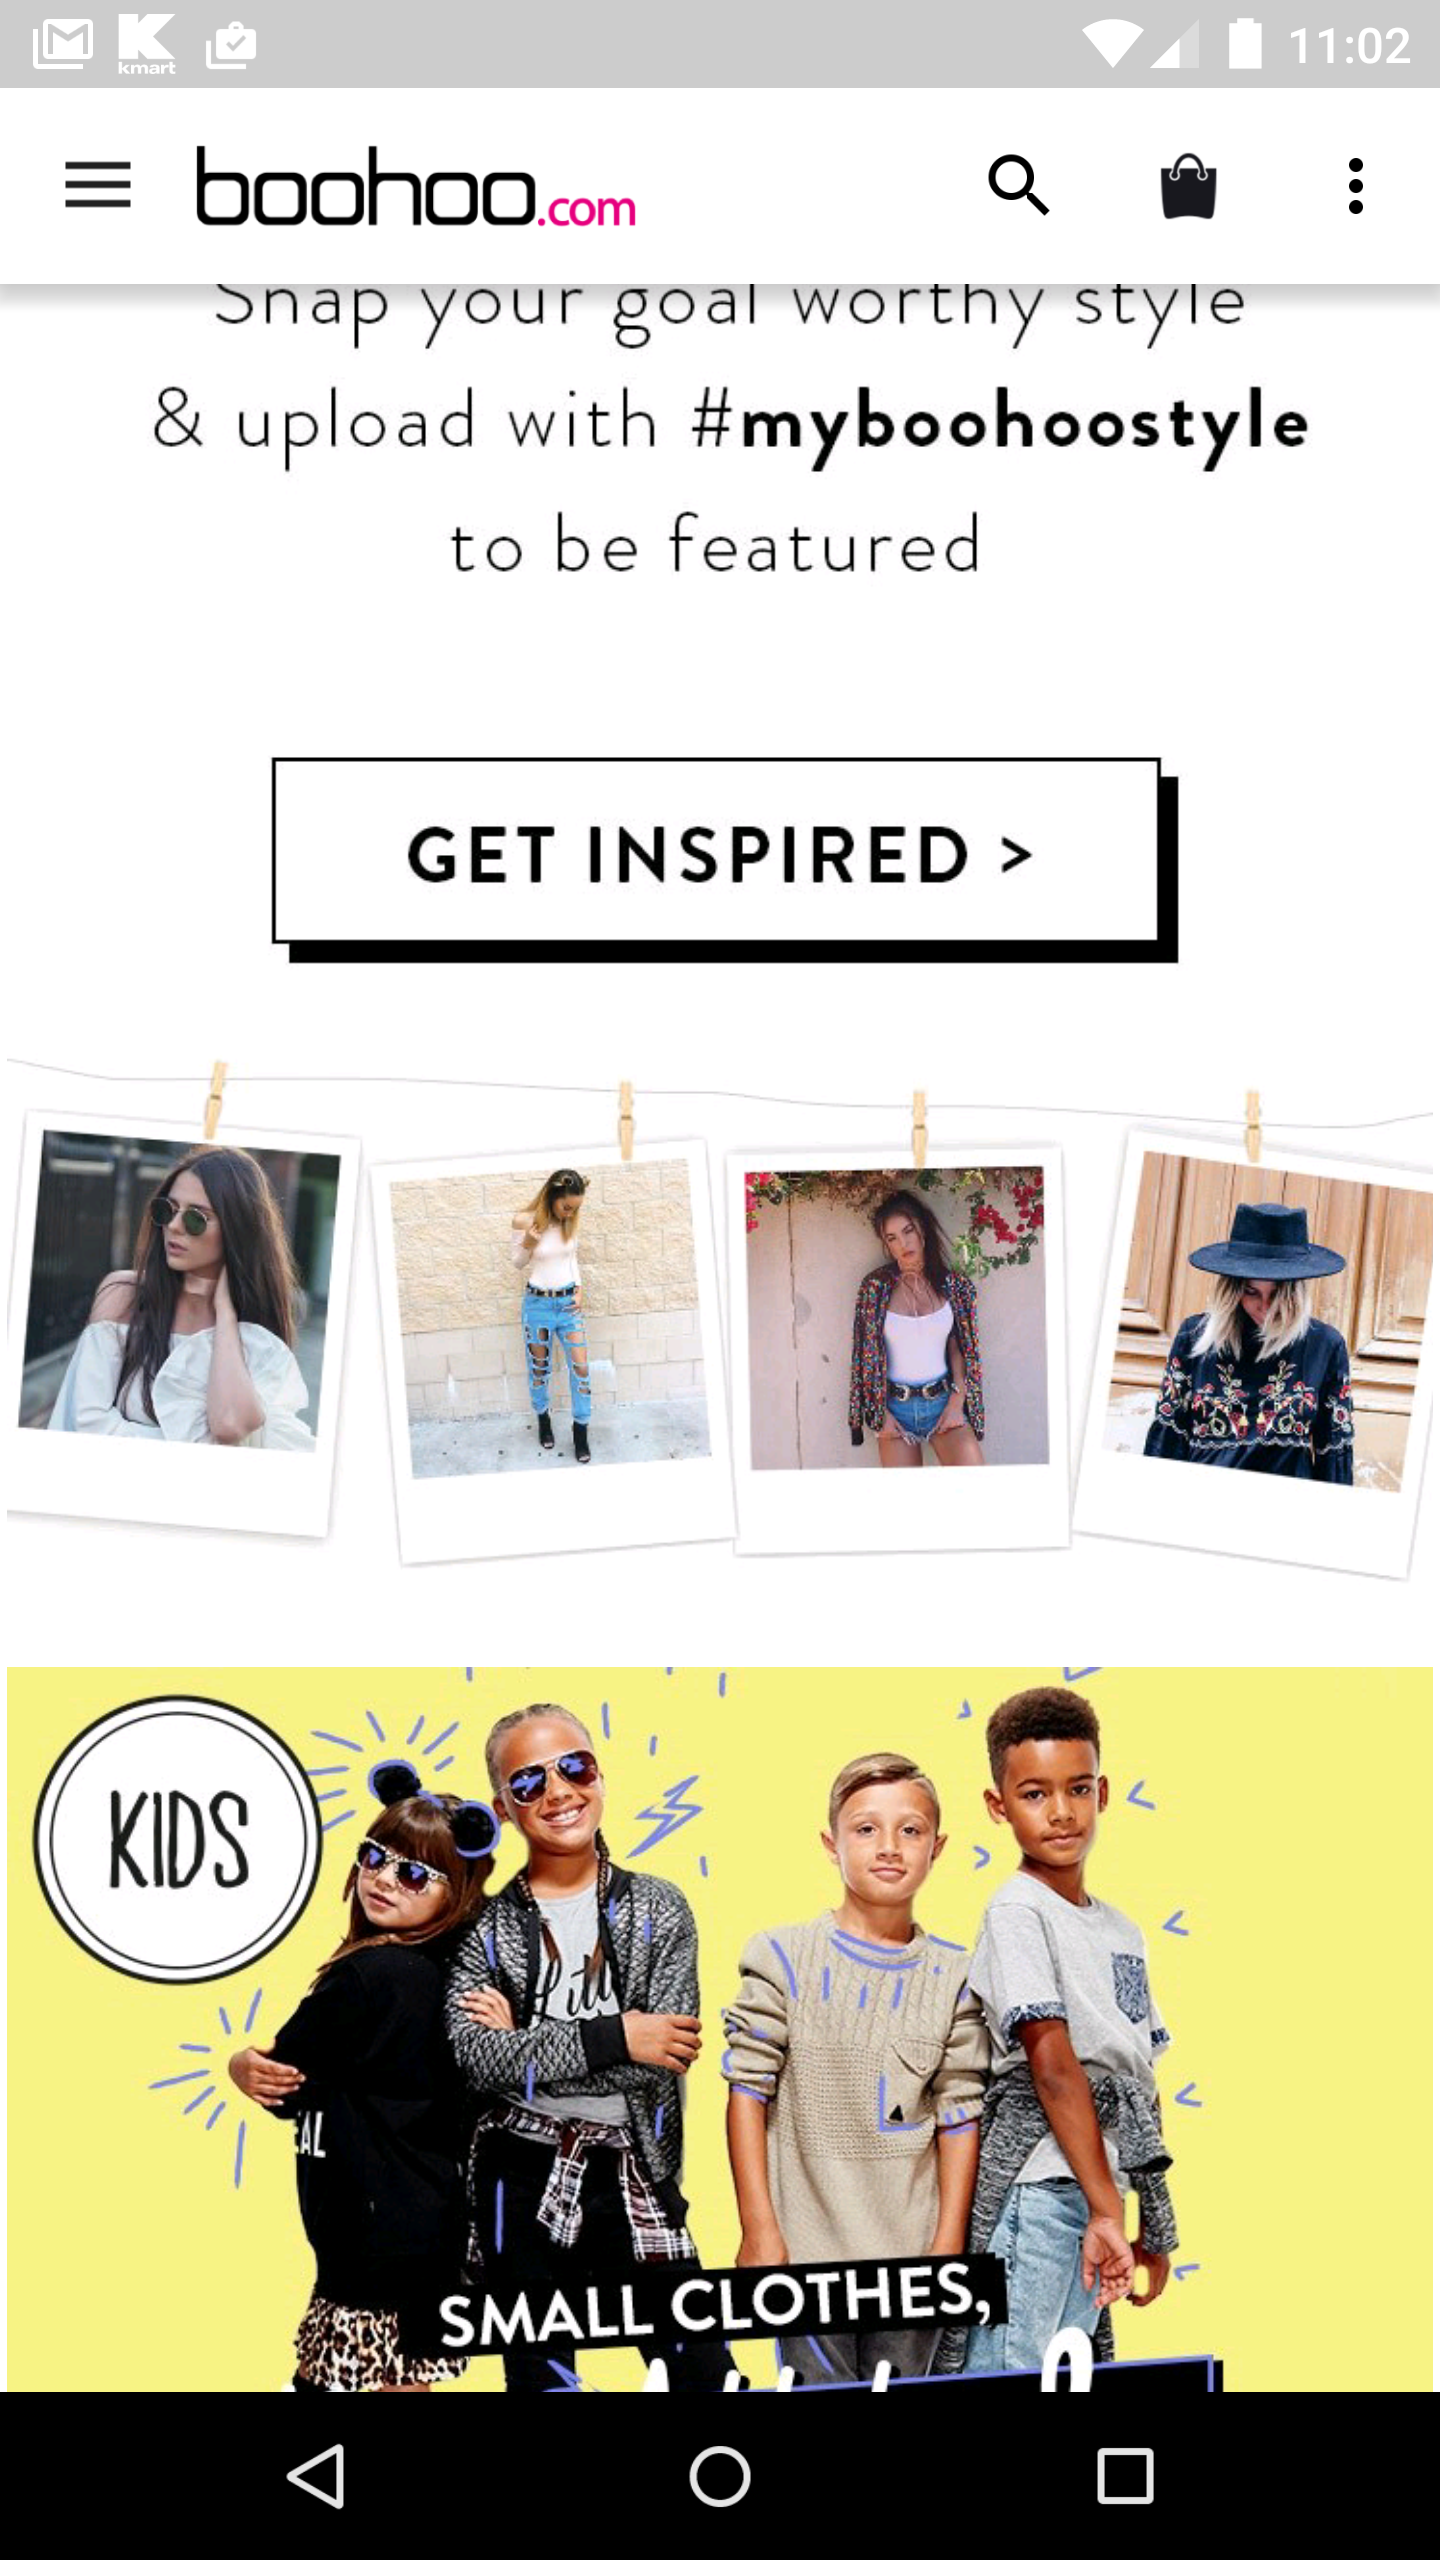 kmart
11:02
boohoo.com
Snap your goal worthy style
& upload with #myboohoostyle
to be featured
GET INSPIRED >
KIDS
SMALL CLOTHES,